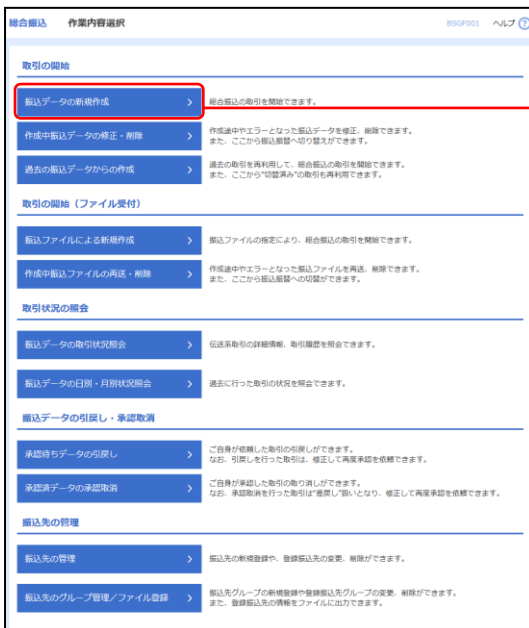 総合振込 作業内容選択 BSGF001 ヘルプ ?
取引の開始
振込データの新規作成 総合振込の取引を開始できます。
作成中振込データの修正・削除 作成途中やエラーとなった振込データを修正、削除できます。
また、ここから振込振替へ切り替えができます。
過去の振込データからの作成 過去の取引を再利用して、総合振込の取引を開始できます。
また、ここから"切替済み"の取引も再利用できます。
取引の開始（ファイル受付）
振込ファイルによる新規作成 振込ファイルの指定により、総合振込の取引を開始できます。
作成中振込ファイルの再送・削除 作成途中やエラーとなった振込ファイルを再送、削除できます。
また、ここから振込振替への切替ができます。
取引状況の照会
振込データの取引状況照会 伝送系取引の詳細情報、取引履歴を照会できます。
振込データの日別・月別状況照会 過去に行った取引の状況を照会できます。
振込データの引戻し・承認取消
承認待ちデータの引戻し ご自身が依頼した取引の引戻しができます。
なお、引戻しを行った取引は、修正して再度承認を依頼できます。
承認済データの承認取消 ご自身が承認した取引の取り消しができます。
なお、承認取消を行った取引は"差戻し"扱いとなり、修正して再度承認を依頼できます。
振込先の管理
振込先の管理 振込先の新規登録や、登録振込先の変更、削除ができます。
振込先のグループ管理／ファイル登録 振込先グループの新規登録や登録振込先グループの変更、削除ができます。
また、登録振込先の情報をファイルに出力できます。